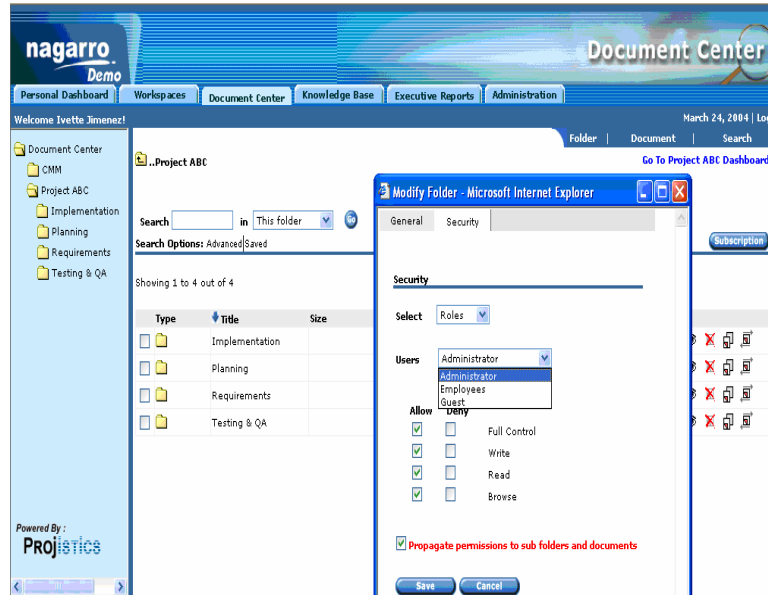 nagarro
Demo
Document Center
Personal Dashboard
Workspaces
Document Center
Knowledge Base
Executive Reports
Administration
Welcome Ivette Jimenez!
March 24, 2004 | Log
Folder | Document | Search
Document Center
CMM
Project ABC
Implementation
Planning
Requirements
Testing & QA
..Project ABC
Go To Project ABC Dashboard
Search in This folder Go
Search Options: Advanced|Saved
Subscription
Showing 1 to 4 out of 4
Type Title Size
Implementation
Planning
Requirements
Testing & QA
Modify Folder - Microsoft Internet Explorer
General Security
Security
Select Roles
Users Administrator
Administrator
Employees
Guest
Allow Deny
Full Control
Write
Read
Browse
Propagate permissions to sub folders and documents
Save Cancel
Powered By :
PROjistics